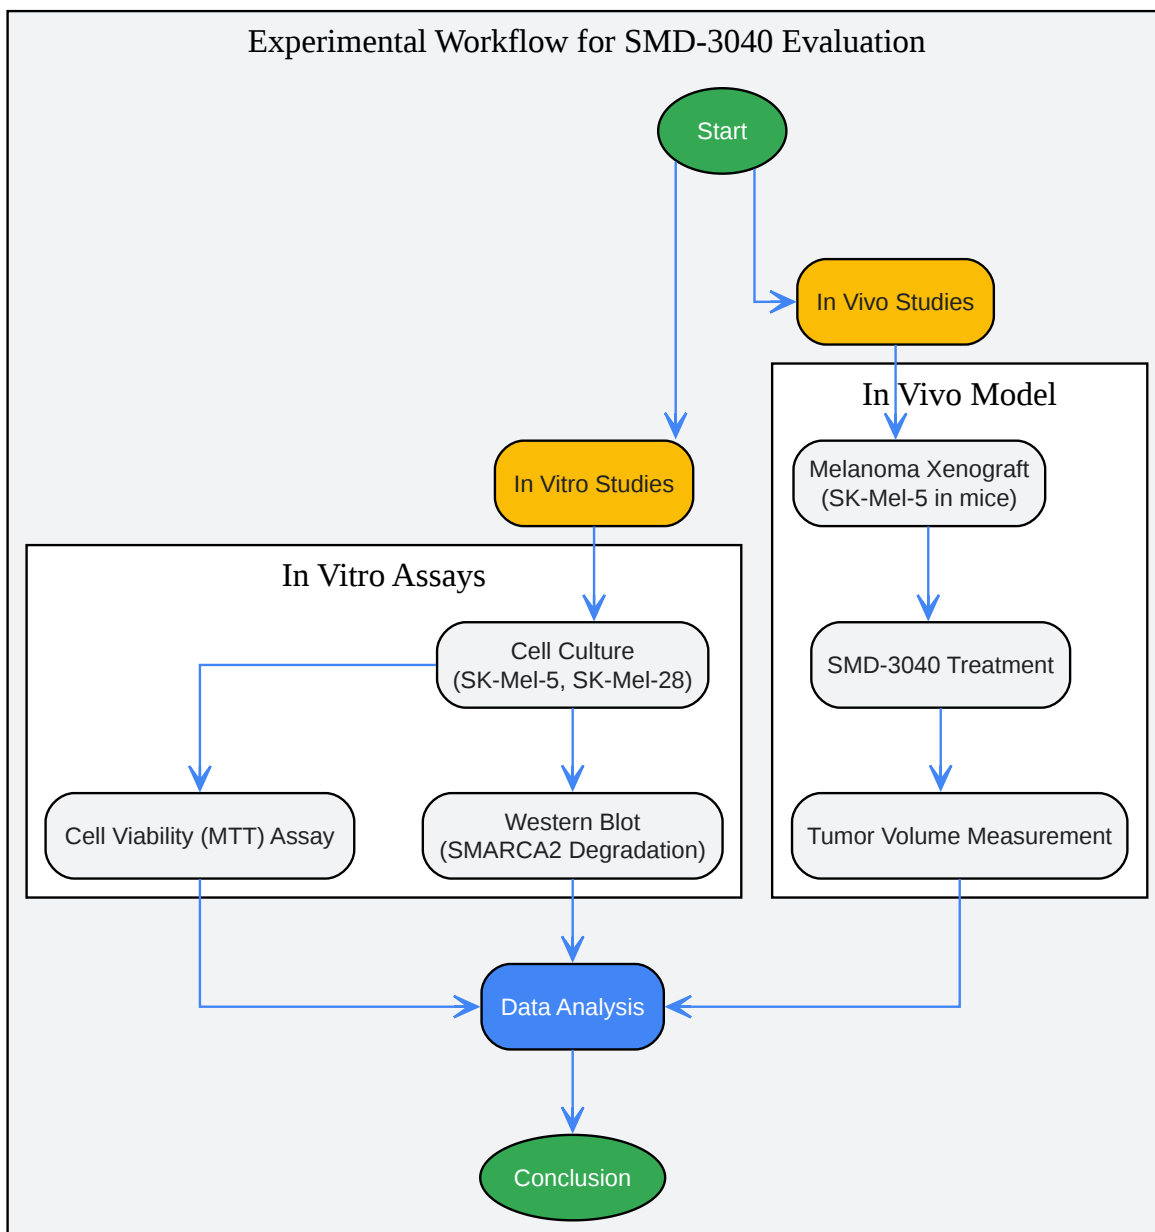 Experimental Workflow for SMD-3040 Evaluation
Start
In Vivo Studies
In Vivo Model
In Vitro Studies
Melanoma Xenograft
(SK-Mel-5 in mice)
In Vitro Assays
Cell Culture
(SK-Mel-5, SK-Mel-28)
SMD-3040 Treatment
Cell Viability (MTT) Assay
Western Blot
(SMARCA2 Degradation)
Tumor Volume Measurement
Data Analysis
Conclusion